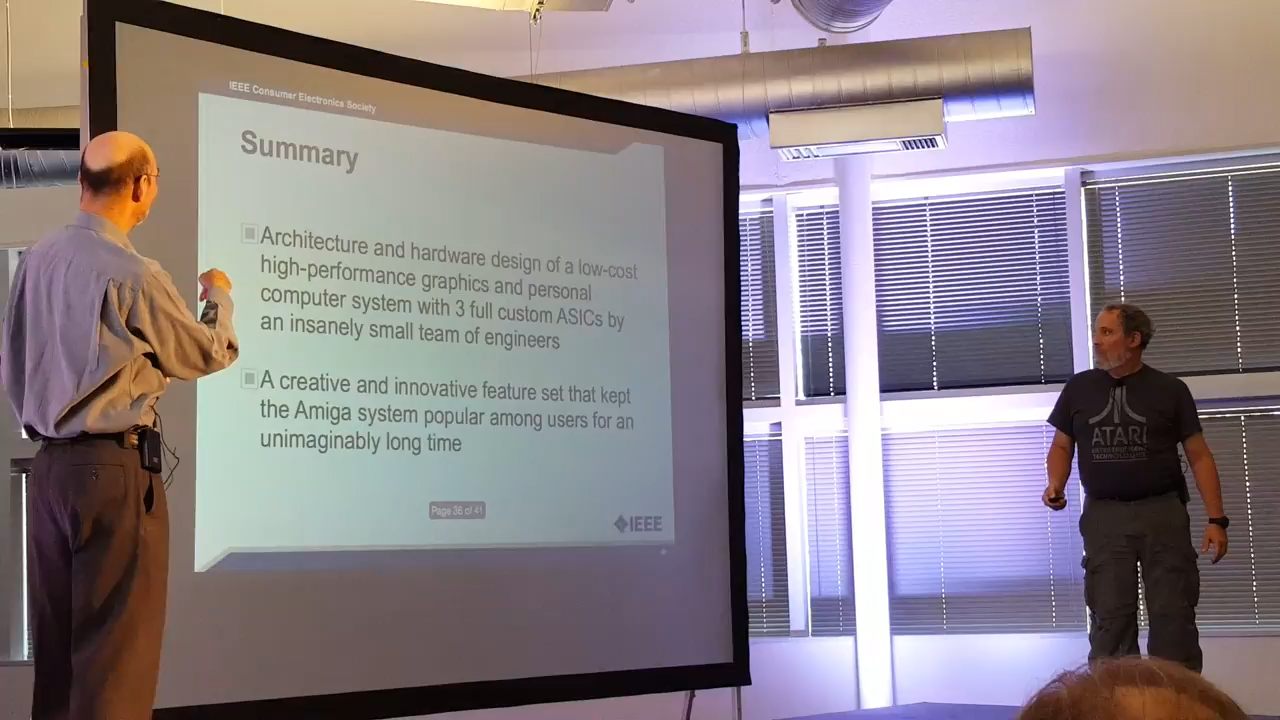 IEEE Consumer Electronics Society
Summary
Architecture and hardware design of a low-cost
high-performance graphics and personal
computer system with 3 full custom ASICs by
an insanely small team of engineers
A creative and innovative feature set that kept
the Amiga system popular among users for an
unimaginably long time
Page 36 of 41
IEEE
ATARI